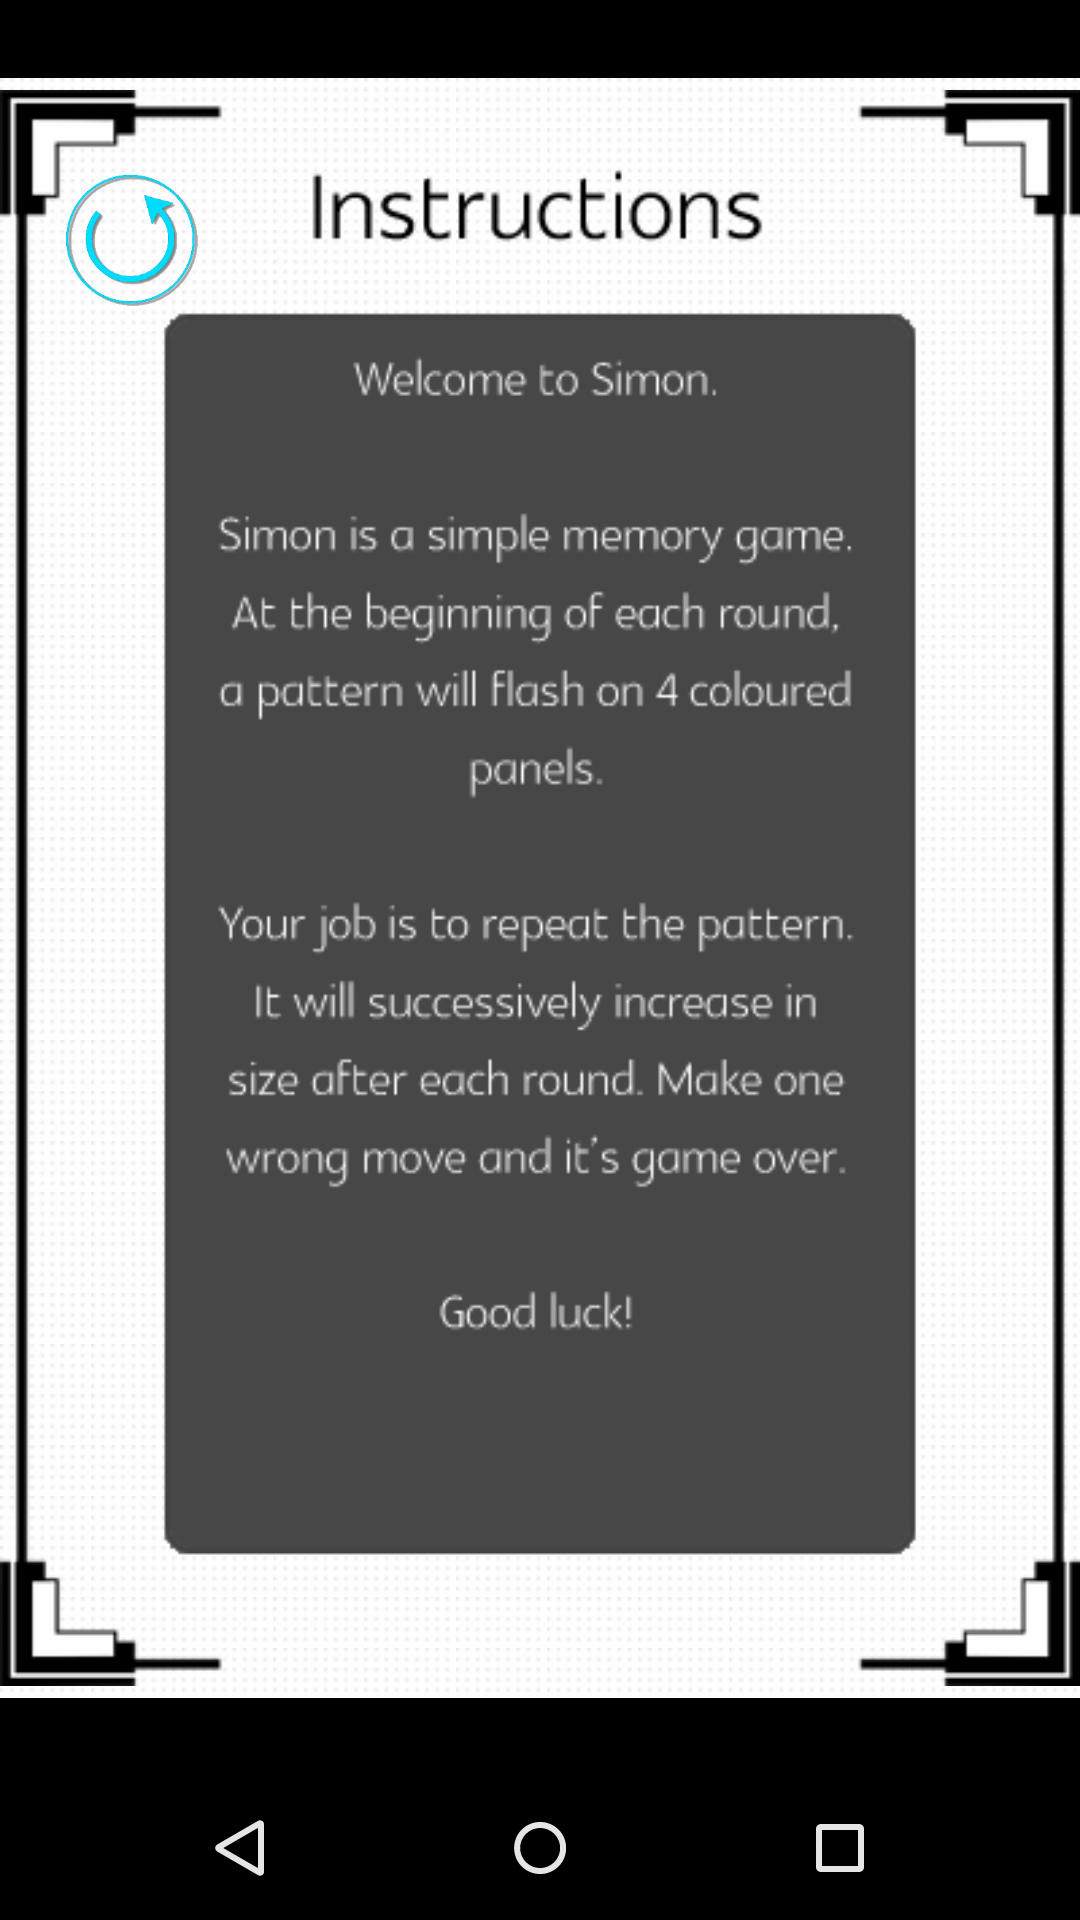 Instructions
Welcome to Simon.
Simon is a simple memory game.
At the beginning of each round,
a pattern will flash on 4 coloured
panels.
Your job is to repeat the pattern.
It will successively increase in
size after each round. Make one
wrong move and it's game over.
Good luck!